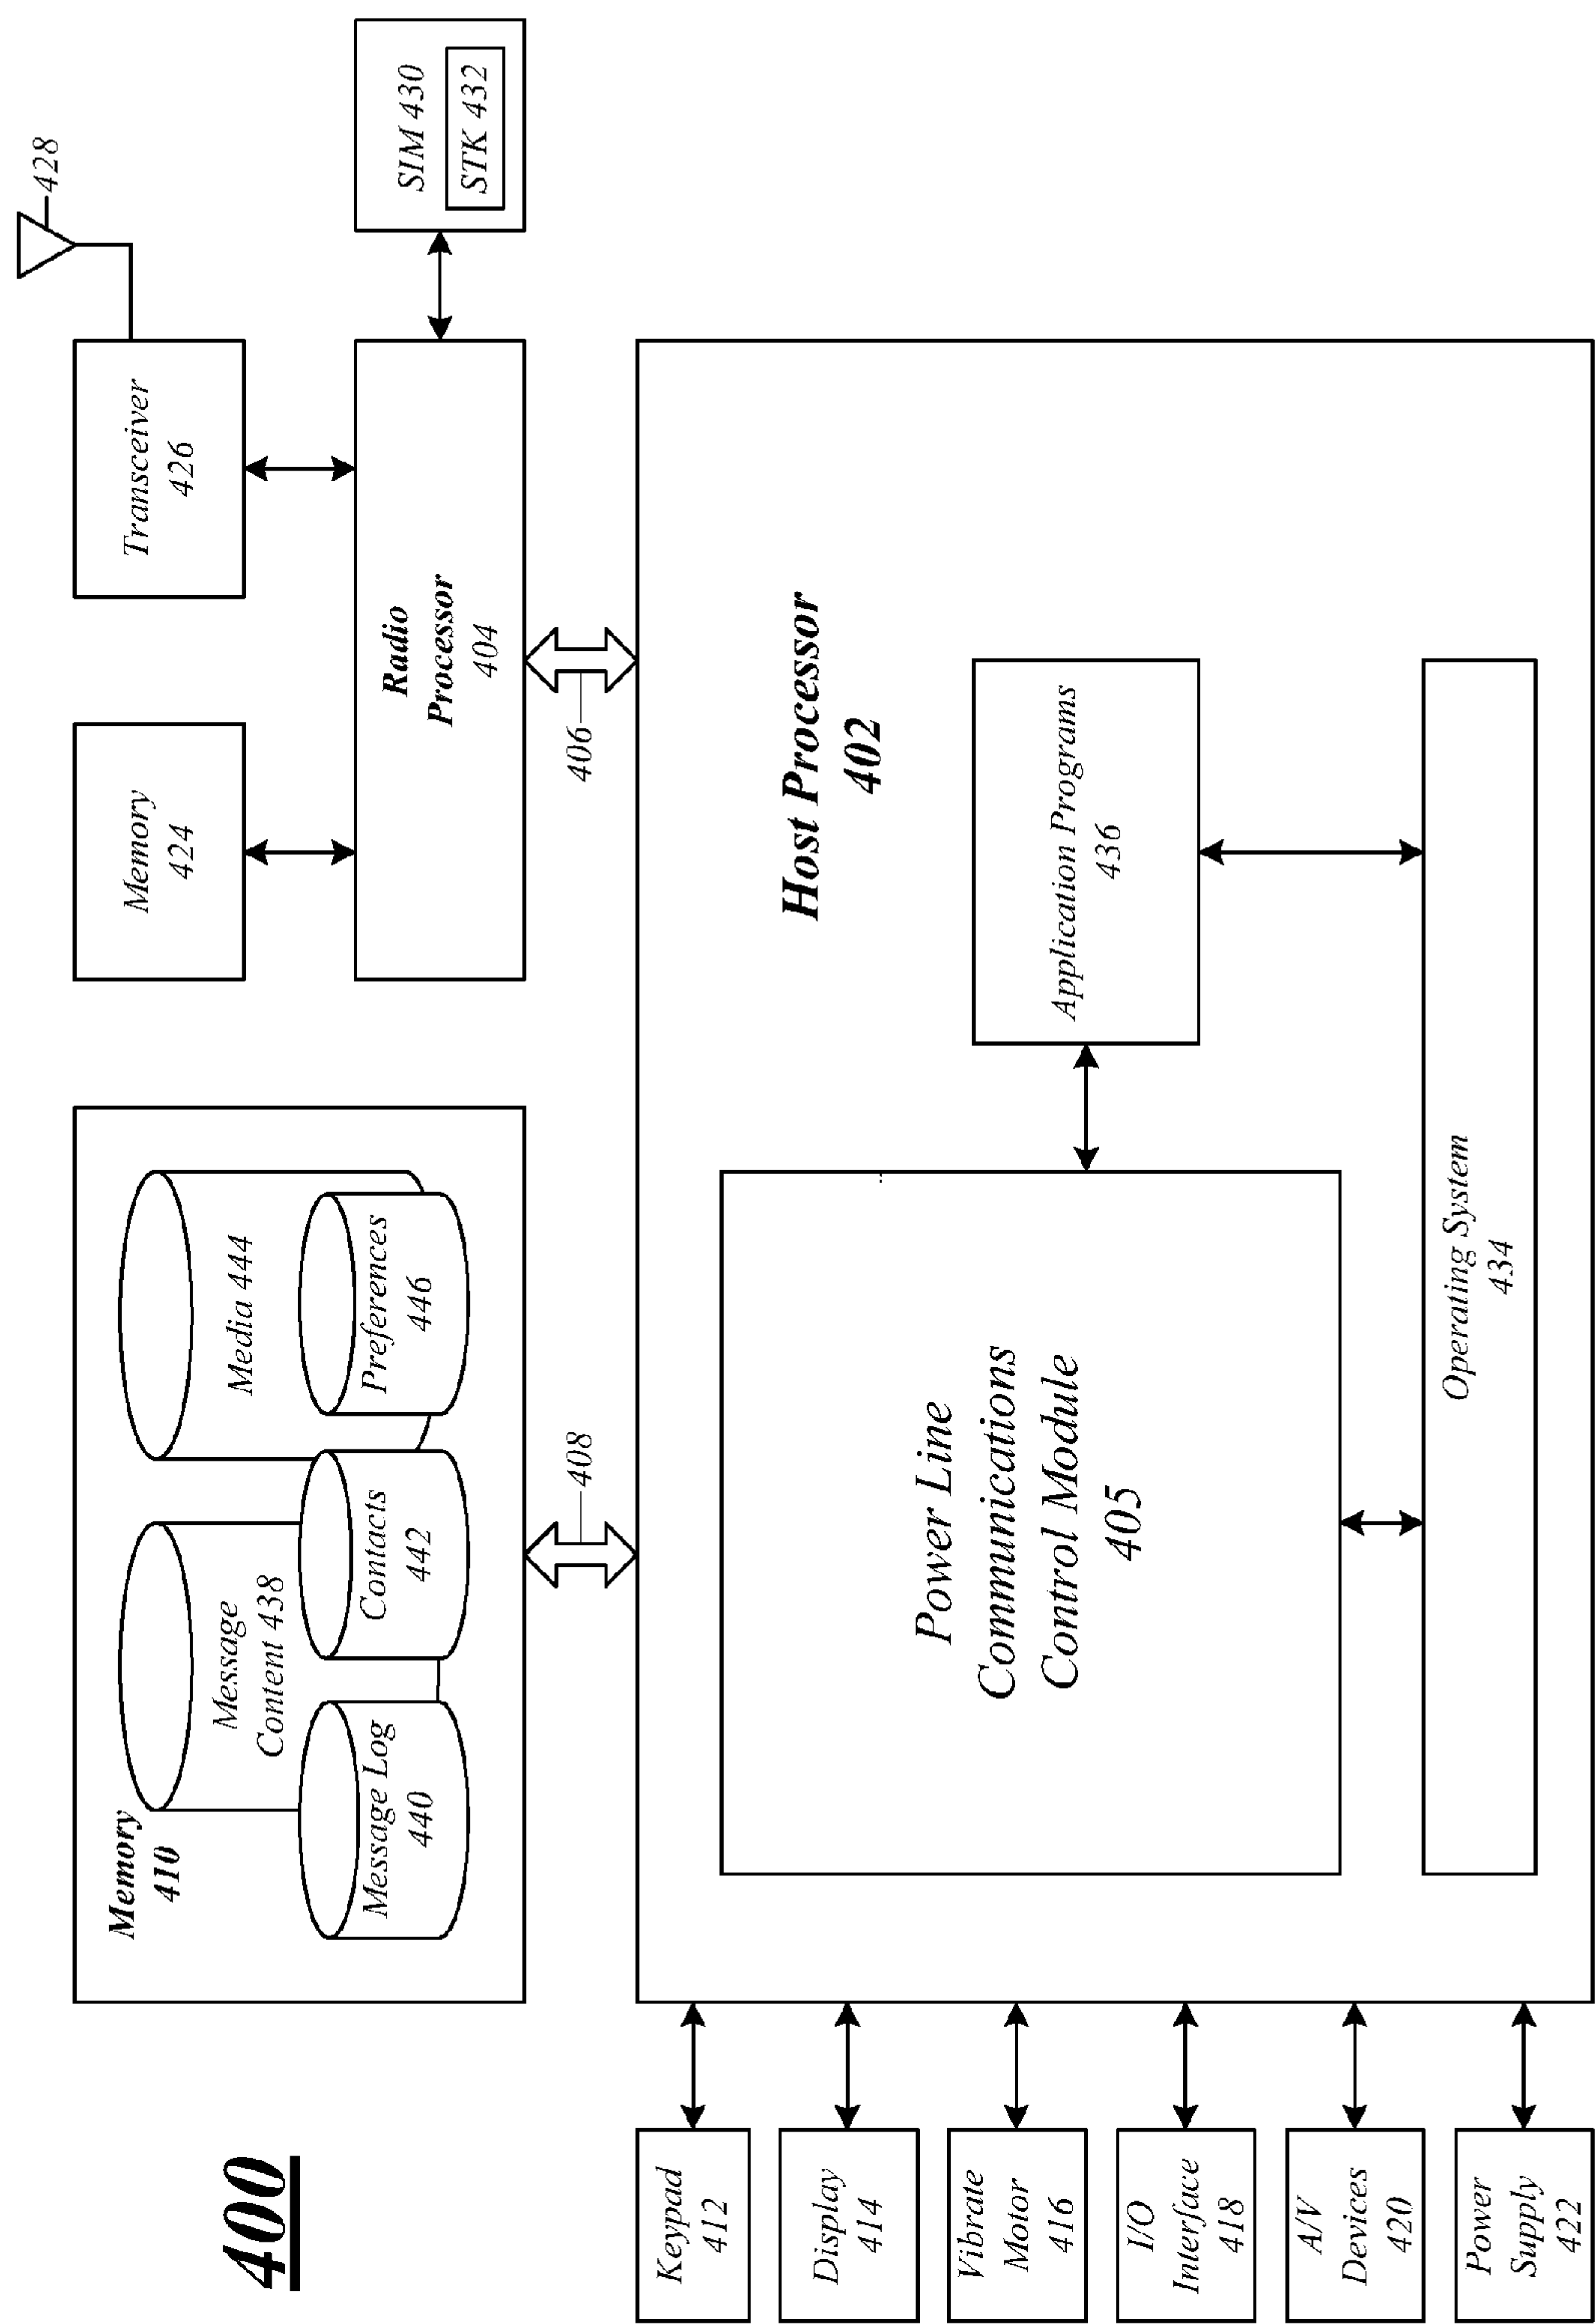 400
Memory
410
Message
Content 438
Media 444
Message Log
440
Contacts
442
Preferences
446
Memory
424
Transceiver
426
428
Radio
Processor
404
SIM 430
STK 432
408
406
Keypad
412
Display
414
Vibrate
Motor
416
I/O
Interface
418
A/V
Devices
420
Power
Supply
422
Host Processor
402
Power Line
Communications
Control Module
405
Application Programs
436
Operating System
434